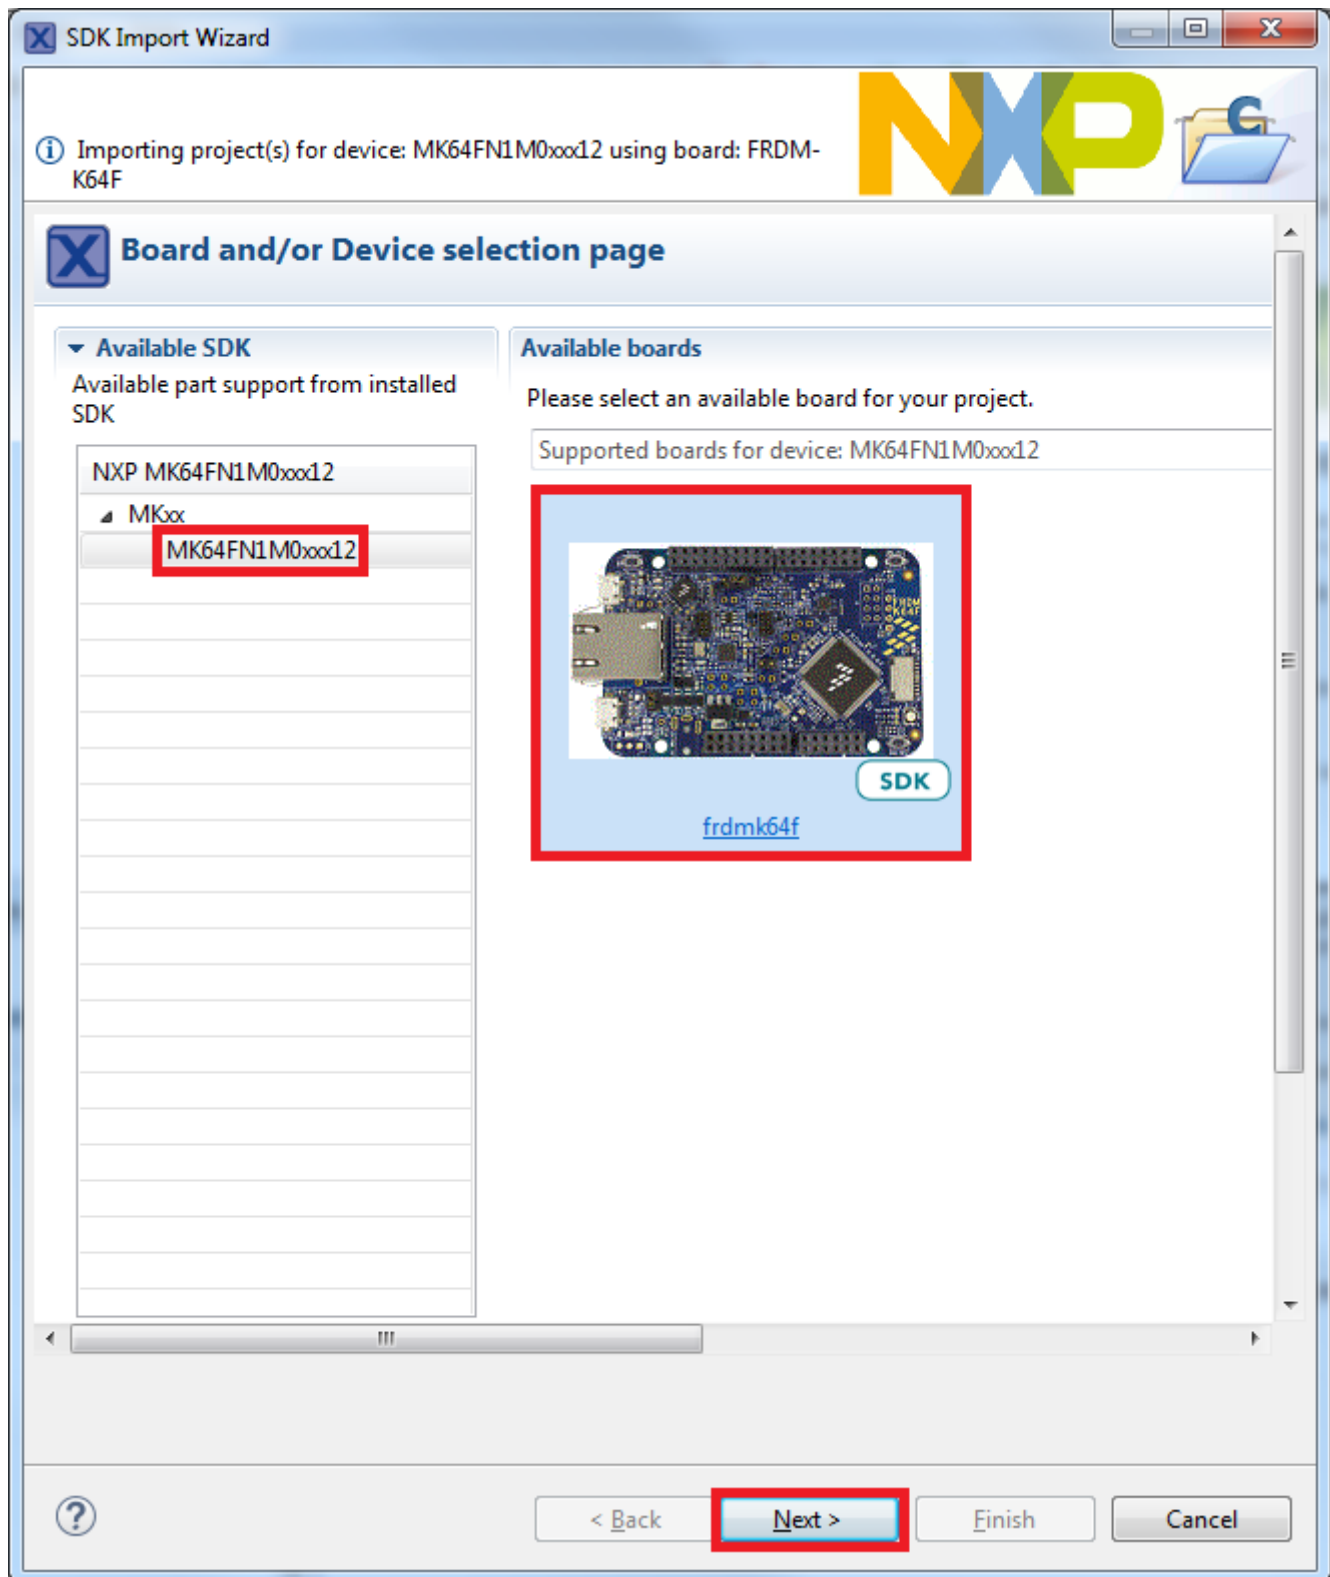 SDK Import Wizard
Importing project(s) for device: MK64FN1M0xxx12 using board: FRDM-
K64F
NXP
C
Board and/or Device selection page
Available SDK
Available part support from installed
SDK
NXP MK64FN1M0xxx12
MKxx
MK64FN1M0xxx12
Available boards
Please select an available board for your project.
Supported boards for device: MK64FN1M0xxx12
FRDM
K64F
SDK
frdmk64f
< Back
Next >
Finish
Cancel